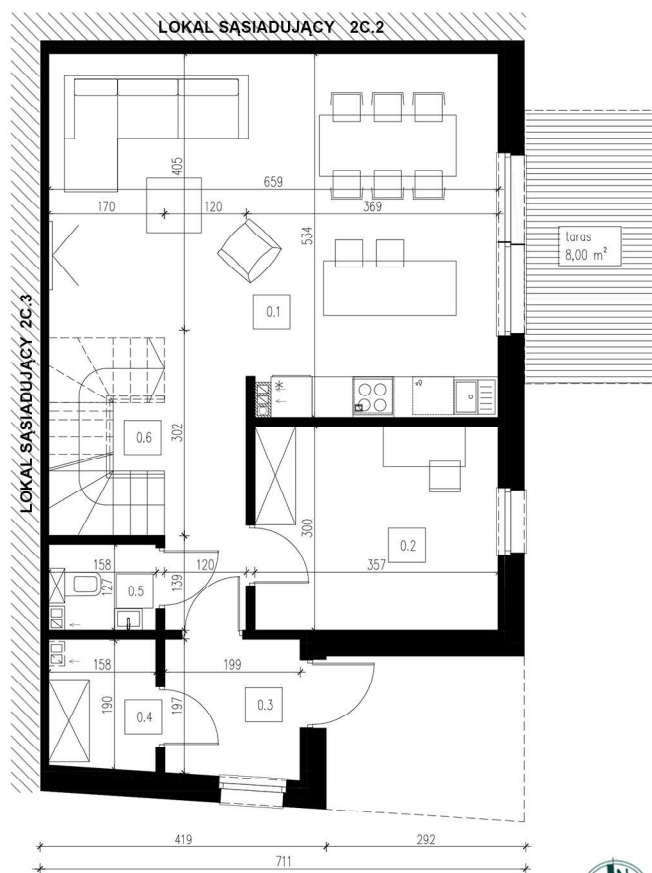 LOKAL SĄSIADUJĄCY 2C.2
405
659
170 120 369
534
taras
8,00 m²
0.1
LOKAL SĄSIADUJĄCY 2C.3
0.6
302
300
0.2
158 120 357
127
139
0.5
158 199
190
197
0.3
0.4
419 292
711
N